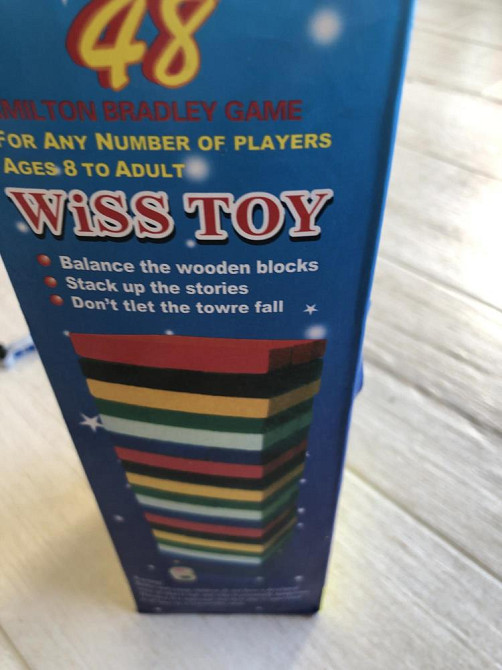 48
MILTON BRADLEY GAME
FOR ANY NUMBER OF PLAYERS
AGES 8 TO ADULT
WiSS TOY
Balance the wooden blocks
Stack up the stories
Don't tlet the towre fall